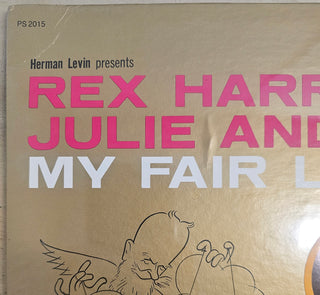 PS 2015
Herman Levin presents
REX HARR
JULIE AND
MY FAIR L